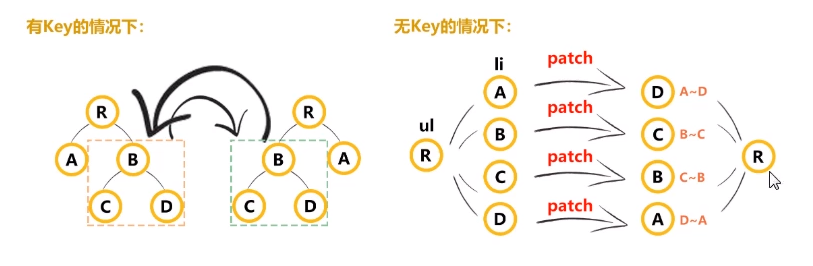 有Key的情况下：
R
A
B
C
D
R
B
A
C
D
无Key的情况下：
ul
R
li
A
B
C
D
patch
patch
patch
patch
D A~D
C B~C
B C~B
A D~A
R